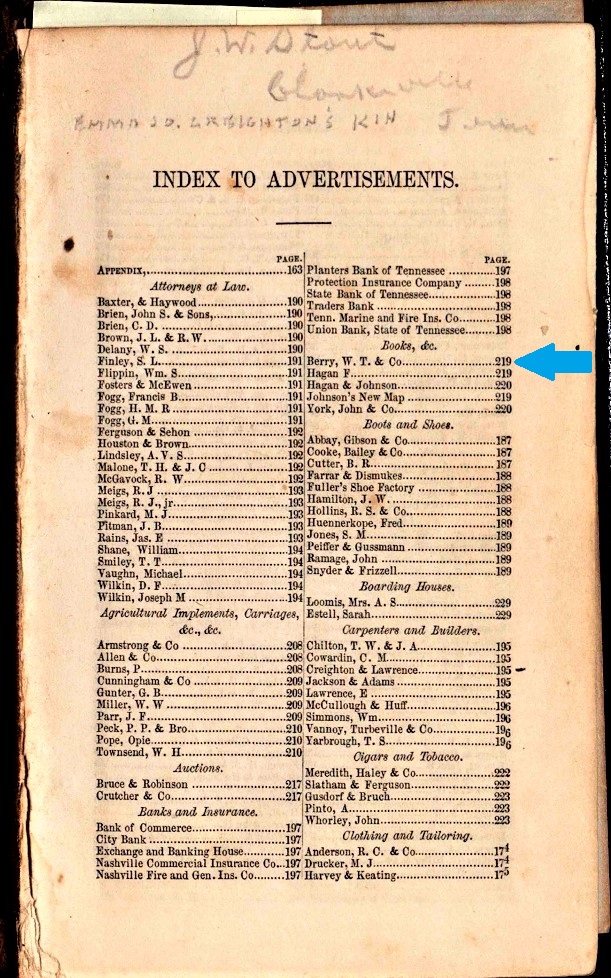 J. W. Stout
Clarksville
EMMA JO. CREIGHTON'S KIN Tenn
INDEX TO ADVERTISEMENTS.
PAGE.
APPENDIX,..............163
Attorneys at Law.
Baxter, & Haywood..............190
Brien, John S. & Sons,..............190
Brien, C. D. ..............190
Brown, J. L. & R. W...............190
Delany, W. S. ..............190
Finley, S. L...............191
Flippin, Wm. S...............191
Fosters & McEwen ..............191
Fogg, Francis B...............191
Fogg, H. M. R ..............191
Fogg, G. M...............191
Ferguson & Sehon ..............192
Houston & Brown..............192
Lindsley, A. V. S..............192
Malone, T. H. & J. C ..............192
McGavock, R. W ..............192
Meigs, R. J ..............193
Meigs, R. J., jr..............193
Pinkard, M. J...............193
Pitman, J. B...............193
Rains, Jas. E ..............193
Shane, William..............194
Smiley, T. T...............194
Vaughn, Michael..............194
Wilkin, D. F...............194
Wilkin, Joseph M ..............194
Agricultural Implements, Carriages,
&c., &c.
Armstrong & Co ..............208
Allen & Co..............208
Burns, P..............208
Cunningham & Co ..............209
Gunter, G. B..............209
Miller, W. W ..............209
Parr, J. F..............209
Peck, P. P. & Bro..............210
Pope, Opie..............210
Townsend, W. H..............210
Auctions.
Bruce & Robinson ..............217
Crutcher & Co..............217
Banks and Insurance.
Bank of Commerce..............197
City Bank ..............197
Exchange and Banking House..............197
Nashville Commercial Insurance Co...197
Nashville Fire and Gen. Ins. Co..........197
PAGE.
Planters Bank of Tennessee ..............197
Protection Insurance Company ........198
State Bank of Tennessee..............198
Traders Bank ..............198
Tenn. Marine and Fire Ins. Co..........198
Union Bank, State of Tennessee.........198
Books, &c.
Berry, W. T. & Co..............219
Hagan F..............219
Hagan & Johnson..............220
Johnson's New Map ..............219
York, John & Co..............220
Boots and Shoes.
Abbay, Gibson & Co..............187
Cooke, Bailey & Co..............187
Cutter, B. R..............187
Farrar & Dismukes..............188
Fuller's Shoe Factory ..............188
Hamilton, J. W...............188
Hollins, R. S. & Co..............188
Huennerkope, Fred..............189
Jones, S. M..............189
Peiffer & Gussmann ..............189
Ramage, John ..............189
Snyder & Frizzell..............189
Boarding Houses.
Loomis, Mrs. A. S..............229
Estell, Sarah..............229
Carpenters and Builders.
Chilton, T. W. & J. A..............195
Cowardin, C. M..............195
Creighton & Lawrence..............195
Jackson & Adams ..............195
Lawrence, E ..............195
McCullough & Huff..............196
Simmons, Wm..............196
Vannoy, Turbeville & Co..............196
Yarbrough, T. S..............196
Cigars and Tobacco.
Meredith, Haley & Co..............222
Slatham & Ferguson..............222
Gusdorf & Bruch..............223
Pinto, A..............223
Whorley, John..............223
Clothing and Tailoring.
Anderson, R. C. & Co..............174
Drucker, M. J..............174
Harvey & Keating..............175